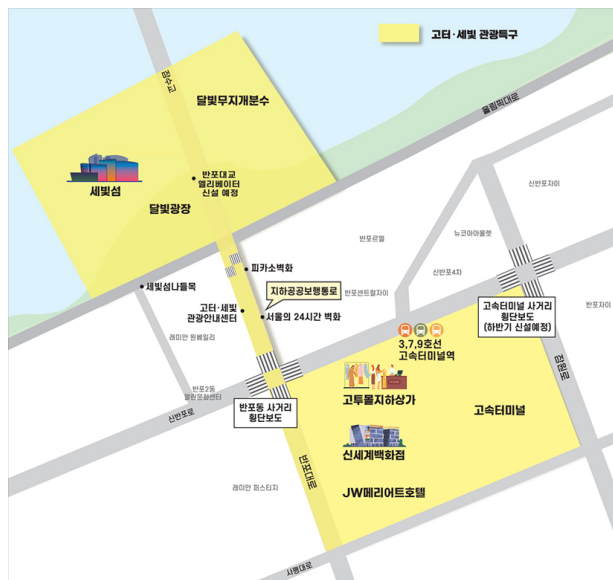 고터·세빛 관광특구
잠수교
달빛무지개분수
올림픽대로
세빛섬
반포대교
엘리베이터
신설 예정
달빛광장
신반포자이
뉴코아아울렛
반포르엘
피카소벽화
신반포4차
세빛섬나들목
지하공공보행통로
반포센트럴자이
고터·세빛
관광안내센터
서울의 24시간 벽화
고속터미널 사거리
횡단보도
(하반기 신설예정)
반포자이
래미안 원베일리
3,7,9호선
고속터미널역
잠원로
반포2동
열린문화센터
신반포로
반포동 사거리
횡단보도
고투몰지하상가
고속터미널
신세계백화점
반포대로
래미안 퍼스티지
JW메리어트호텔
사평대로